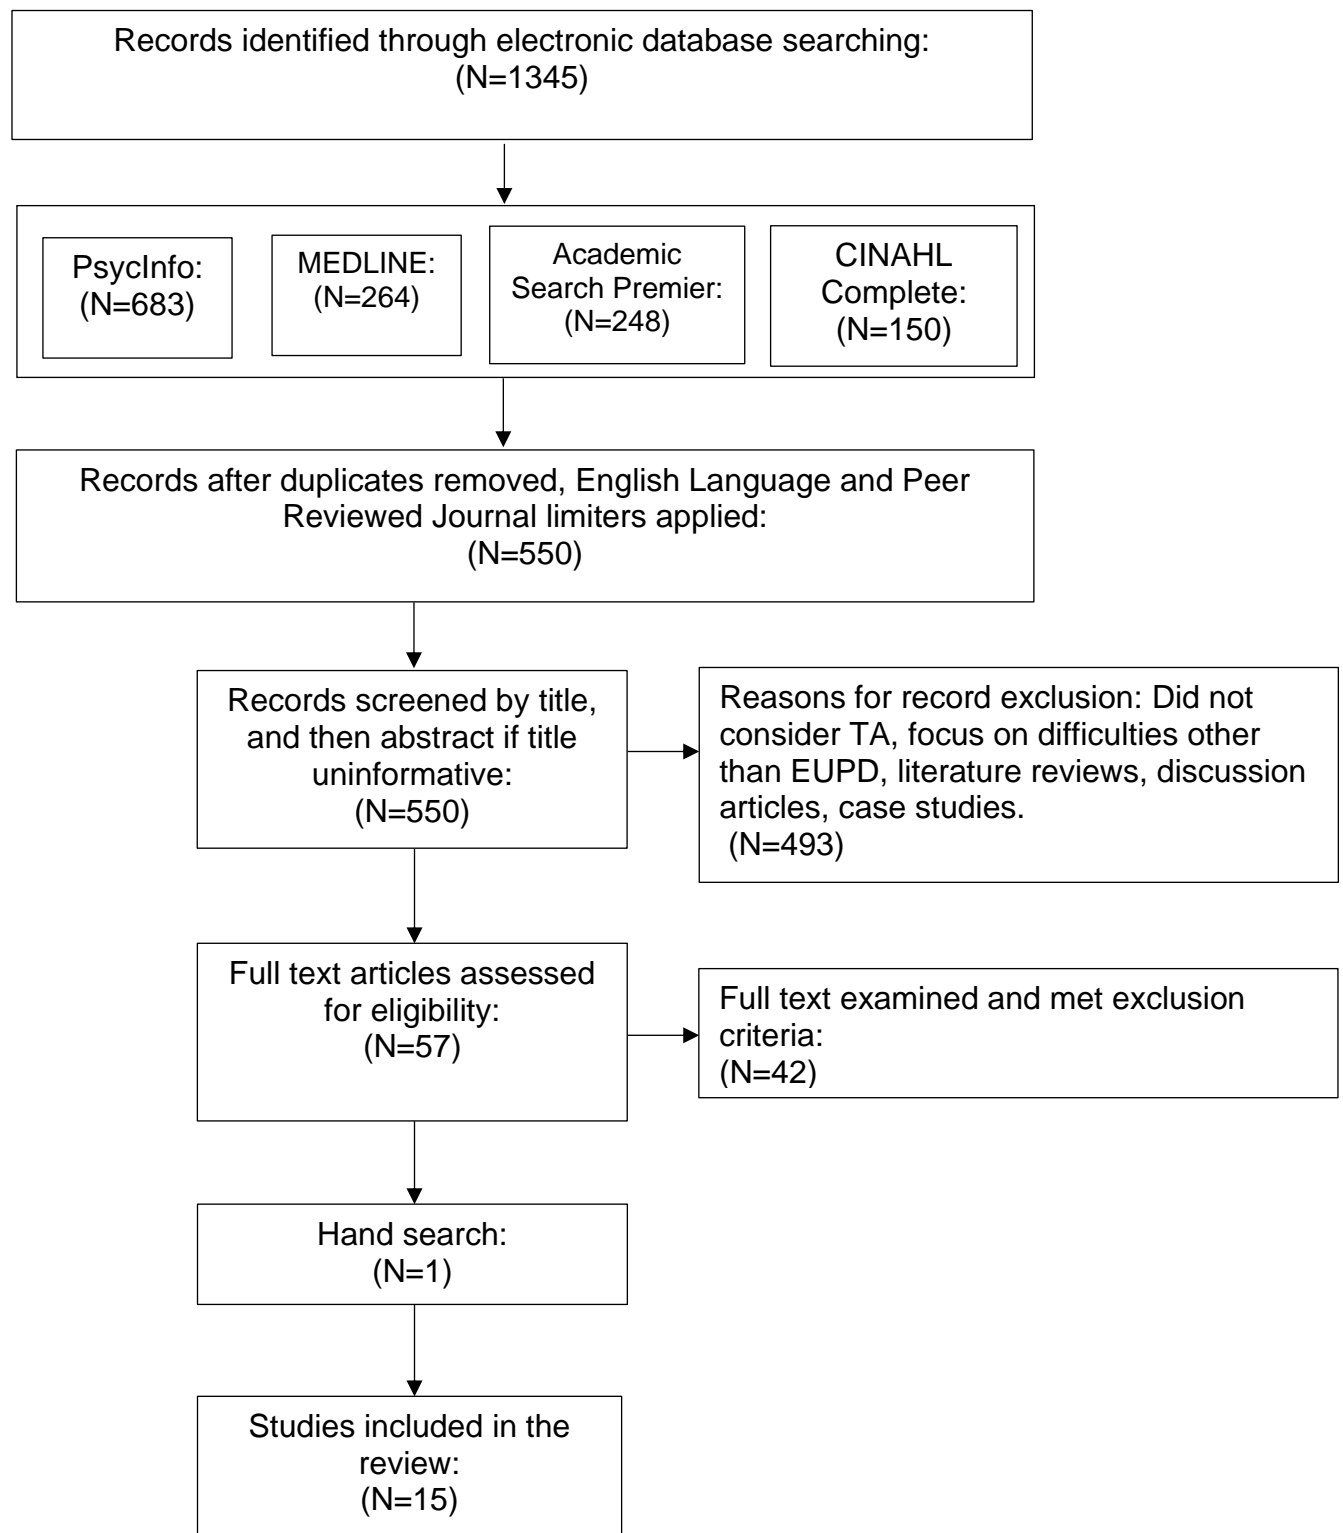 Records identified through electronic database searching:
(N=1345)
PsycInfo:
(N=683)
MEDLINE:
(N=264)
Academic
Search Premier:
(N=248)
CINAHL
Complete:
(N=150)
Records after duplicates removed, English Language and Peer
Reviewed Journal limiters applied:
(N=550)
Records screened by title,
and then abstract if title
uninformative:
(N=550)
Reasons for record exclusion: Did not
consider TA, focus on difficulties other
than EUPD, literature reviews, discussion
articles, case studies.
(N=493)
Full text articles assessed
for eligibility:
(N=57)
Full text examined and met exclusion
criteria:
(N=42)
Hand search:
(N=1)
Studies included in the
review:
(N=15)